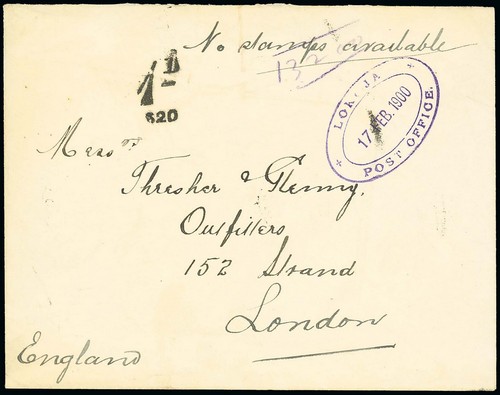 No stamps available
132
1D
620
LOKOJA
17 FEB. 1900
POST OFFICE.
Messrs
Thresher & Glenny.
Outfitters
152 Strand
London
England